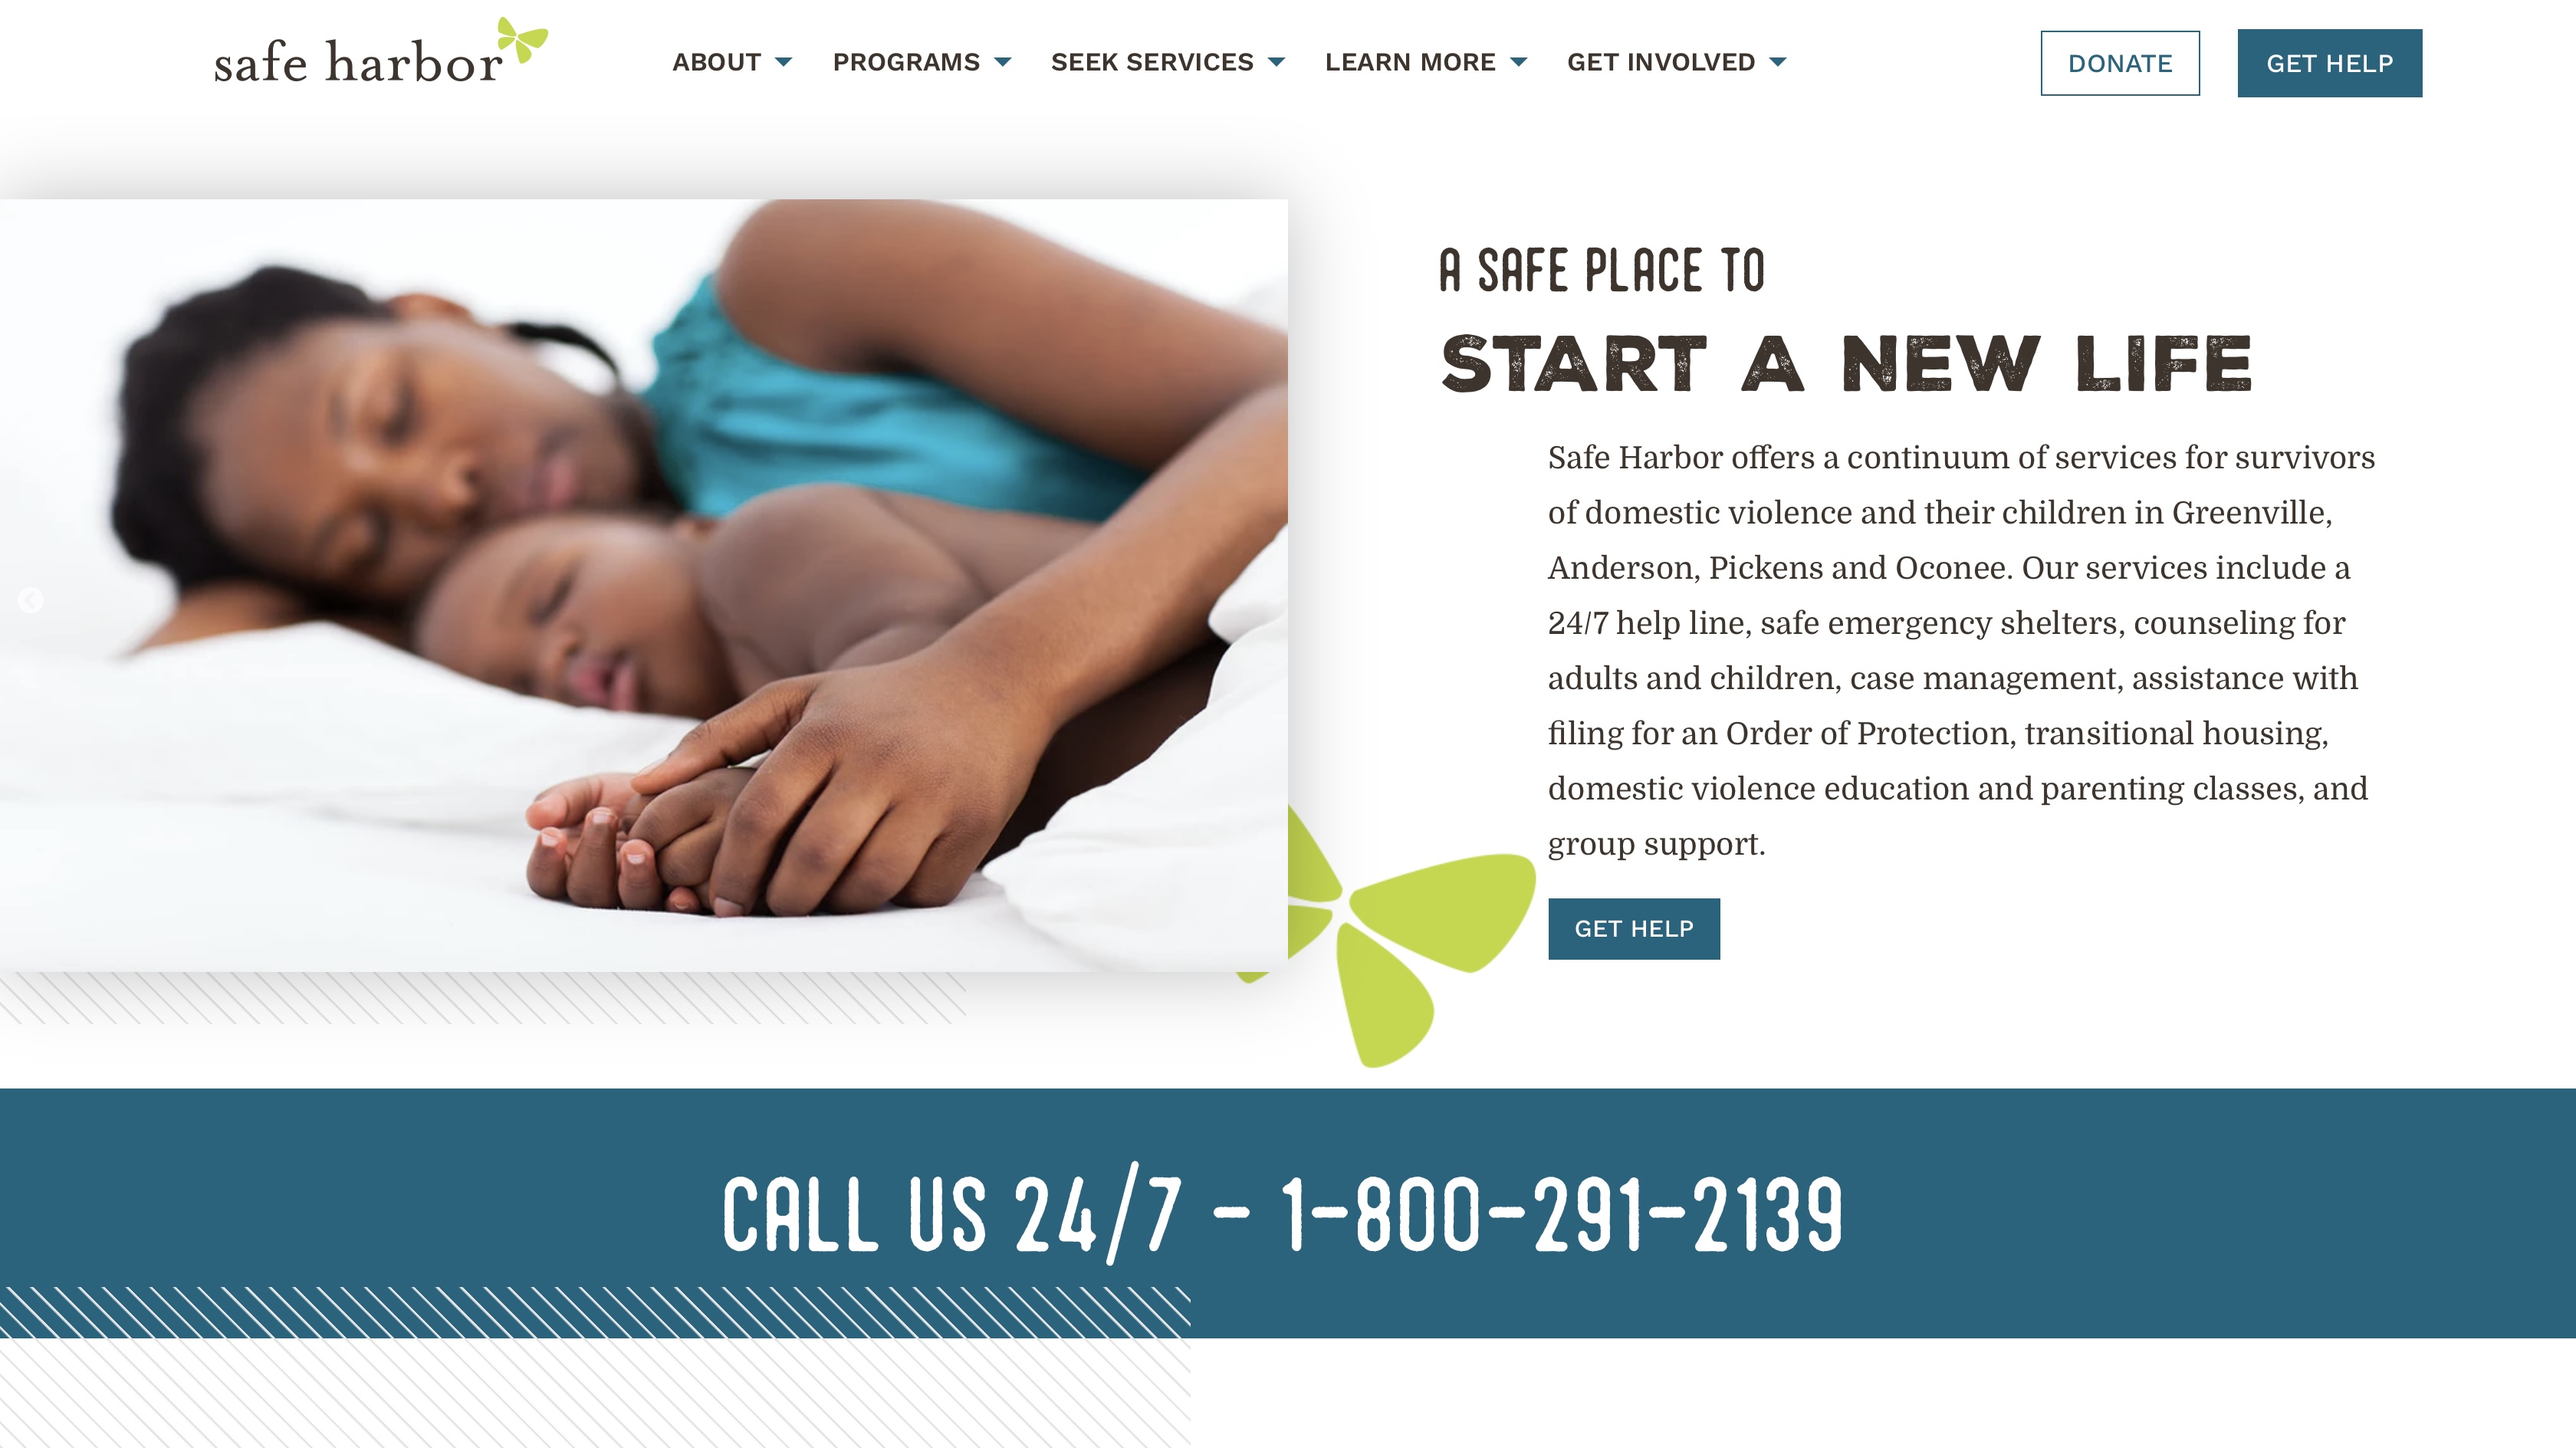 safe harbor
ABOUT
PROGRAMS
SEEK SERVICES
LEARN MORE
GET INVOLVED
DONATE
GET HELP
A SAFE PLACE TO
START A NEW LIFE
Safe Harbor offers a continuum of services for survivors
of domestic violence and their children in Greenville,
Anderson, Pickens and Oconee. Our services include a
24/7 help line, safe emergency shelters, counseling for
adults and children, case management, assistance with
filing for an Order of Protection, transitional housing,
domestic violence education and parenting classes, and
group support.
GET HELP
CALL US 24/7 - 1-800-291-2139